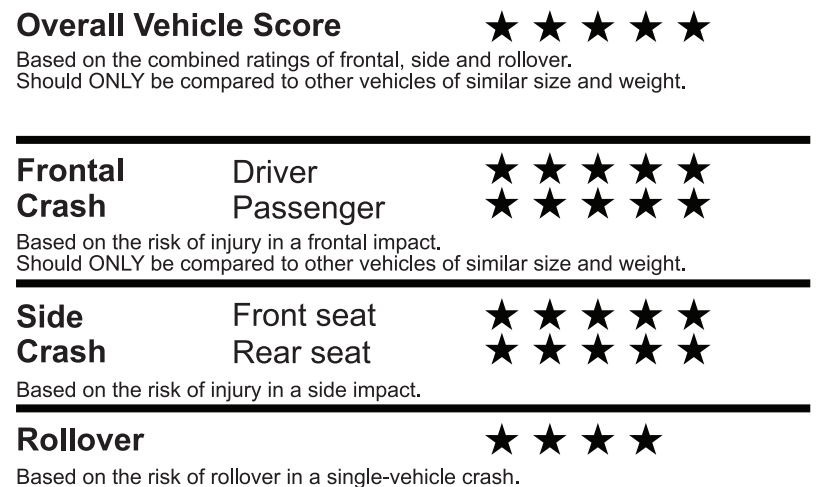 Overall Vehicle Score ★ ★ ★ ★ ★
Based on the combined ratings of frontal, side and rollover.
Should ONLY be compared to other vehicles of similar size and weight.
Frontal Driver ★ ★ ★ ★ ★
Crash Passenger ★ ★ ★ ★ ★
Based on the risk of injury in a frontal impact.
Should ONLY be compared to other vehicles of similar size and weight.
Side Front seat ★ ★ ★ ★ ★
Crash Rear seat ★ ★ ★ ★ ★
Based on the risk of injury in a side impact.
Rollover ★ ★ ★ ★
Based on the risk of rollover in a single-vehicle crash.